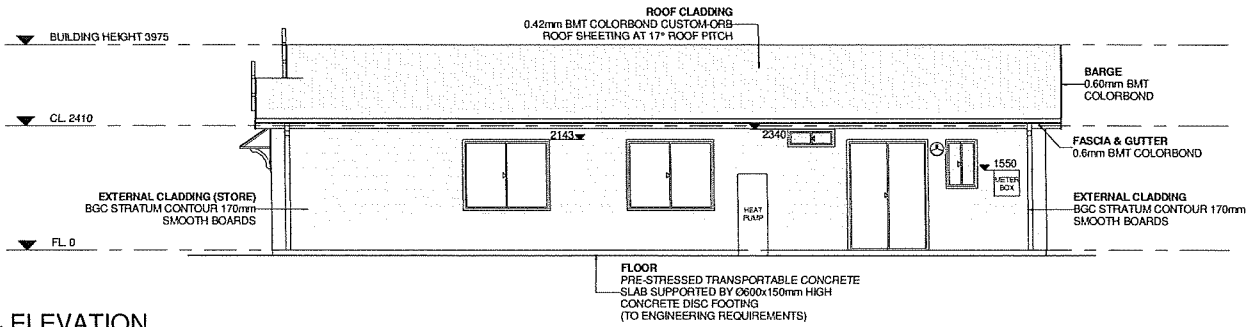 ROOF CLADDING
0.42mm BMT COLORBOND CUSTOM-ORB
ROOF SHEETING AT 17° ROOF PITCH
BUILDING HEIGHT 3975
BARGE
0.60mm BMT
COLORBOND
CL. 2410
2143
2340
FASCIA & GUTTER
0.6mm BMT COLORBOND
1550
METER
BOX
EXTERNAL CLADDING (STORE)
BGC STRATUM CONTOUR 170mm
SMOOTH BOARDS
HEAT
PUMP
EXTERNAL CLADDING
BGC STRATUM CONTOUR 170mm
SMOOTH BOARDS
FL. 0
FLOOR
PRE-STRESSED TRANSPORTABLE CONCRETE
SLAB SUPPORTED BY Ø600x150mm HIGH
CONCRETE DISC FOOTING
(TO ENGINEERING REQUIREMENTS)
ELEVATION